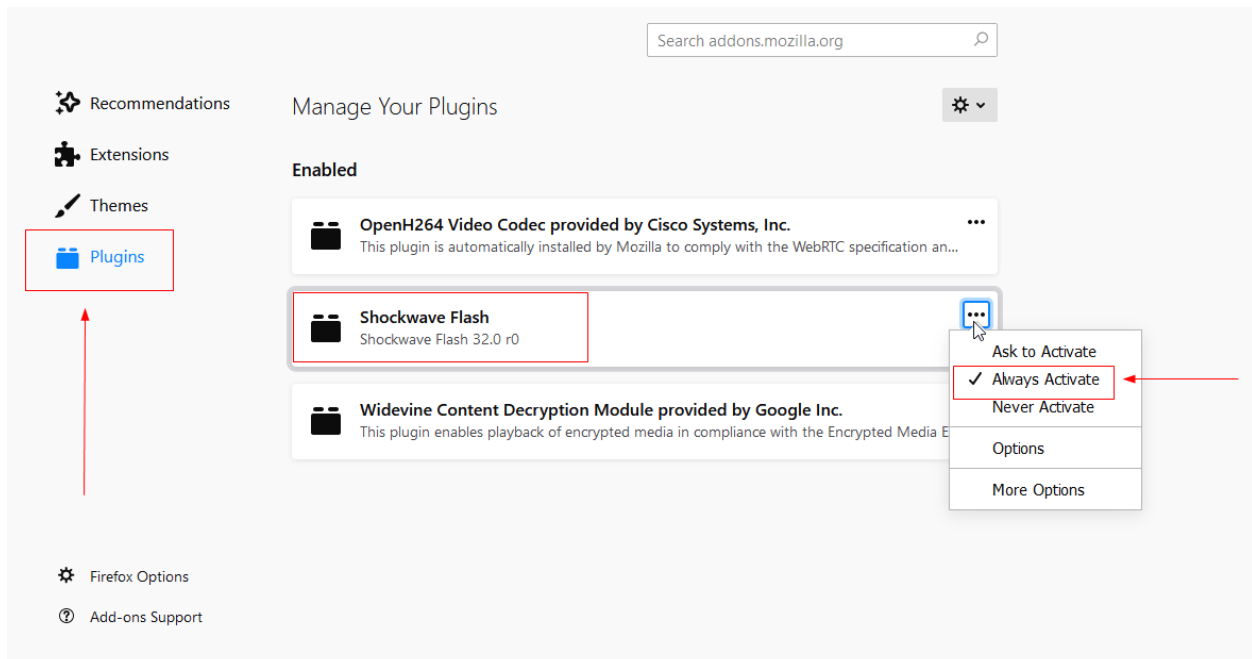 Search addons.mozilla.org
Recommendations
Extensions
Themes
Plugins
Manage Your Plugins
Enabled
OpenH264 Video Codec provided by Cisco Systems, Inc.
This plugin is automatically installed by Mozilla to comply with the WebRTC specification an...
Shockwave Flash
Shockwave Flash 32.0 r0
Ask to Activate
Always Activate
Never Activate
Options
More Options
Widevine Content Decryption Module provided by Google Inc.
This plugin enables playback of encrypted media in compliance with the Encrypted Media E
Firefox Options
Add-ons Support